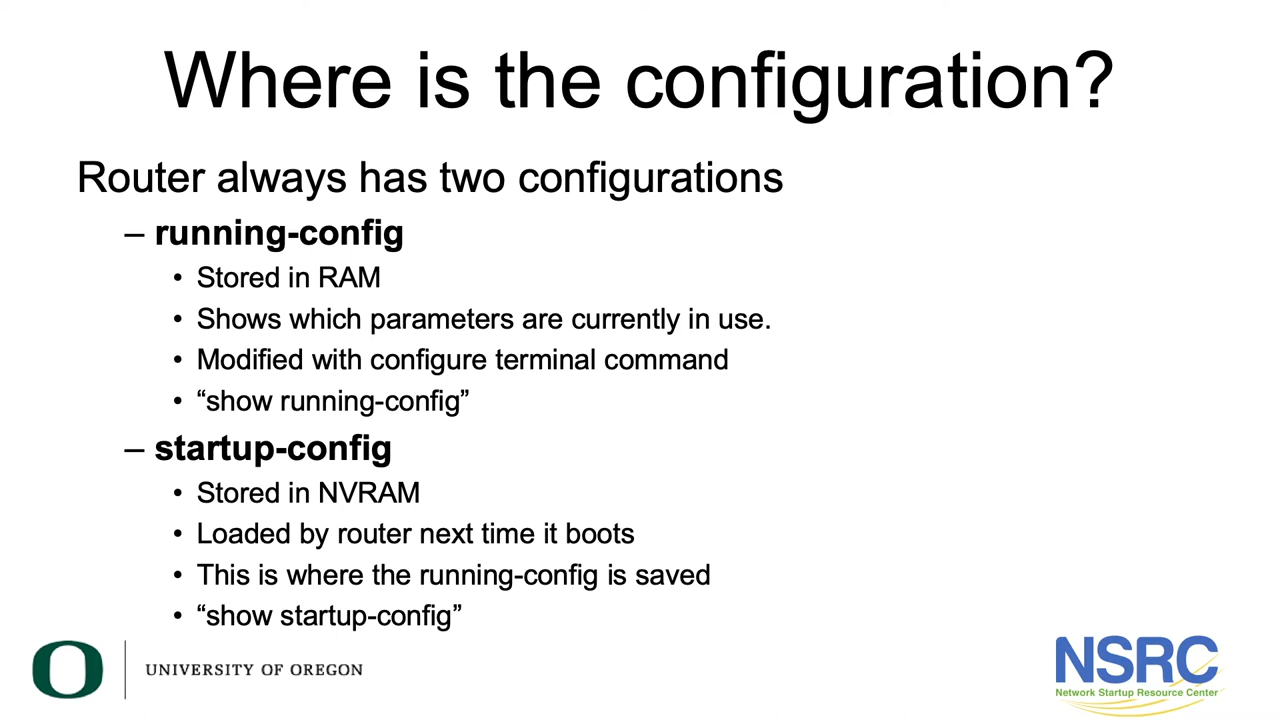 Where is the configuration?
Router always has two configurations
– running-config
• Stored in RAM
• Shows which parameters are currently in use.
• Modified with configure terminal command
• “show running-config”
– startup-config
• Stored in NVRAM
• Loaded by router next time it boots
• This is where the running-config is saved
• “show startup-config”
O
UNIVERSITY OF OREGON
NSRC
Network Startup Resource Center